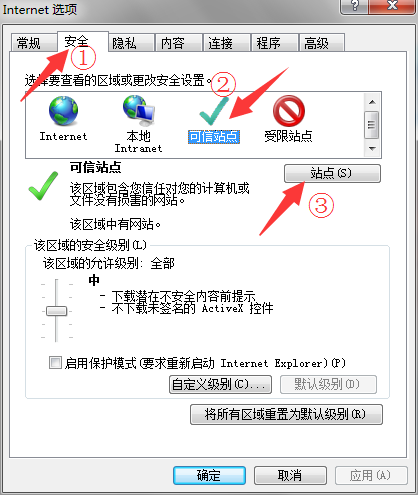 Internet 选项
?
常规 安全 隐私 内容 连接 程序 高级
①
选择要查看的区域或更改安全设置。
②
Internet 本地 Intranet 可信站点 受限站点
可信站点
站点(S)
该区域包含您信任对您的计算机或
文件没有损害的网站。
③
该区域中有网站。
该区域的安全级别(L)
该区域的允许级别: 全部
中
- 下载潜在不安全内容前提示
- 不下载未签名的 ActiveX 控件
启用保护模式(要求重新启动 Internet Explorer)(P)
自定义级别(C)... 默认级别(D)
将所有区域重置为默认级别(R)
确定 取消 应用(A)